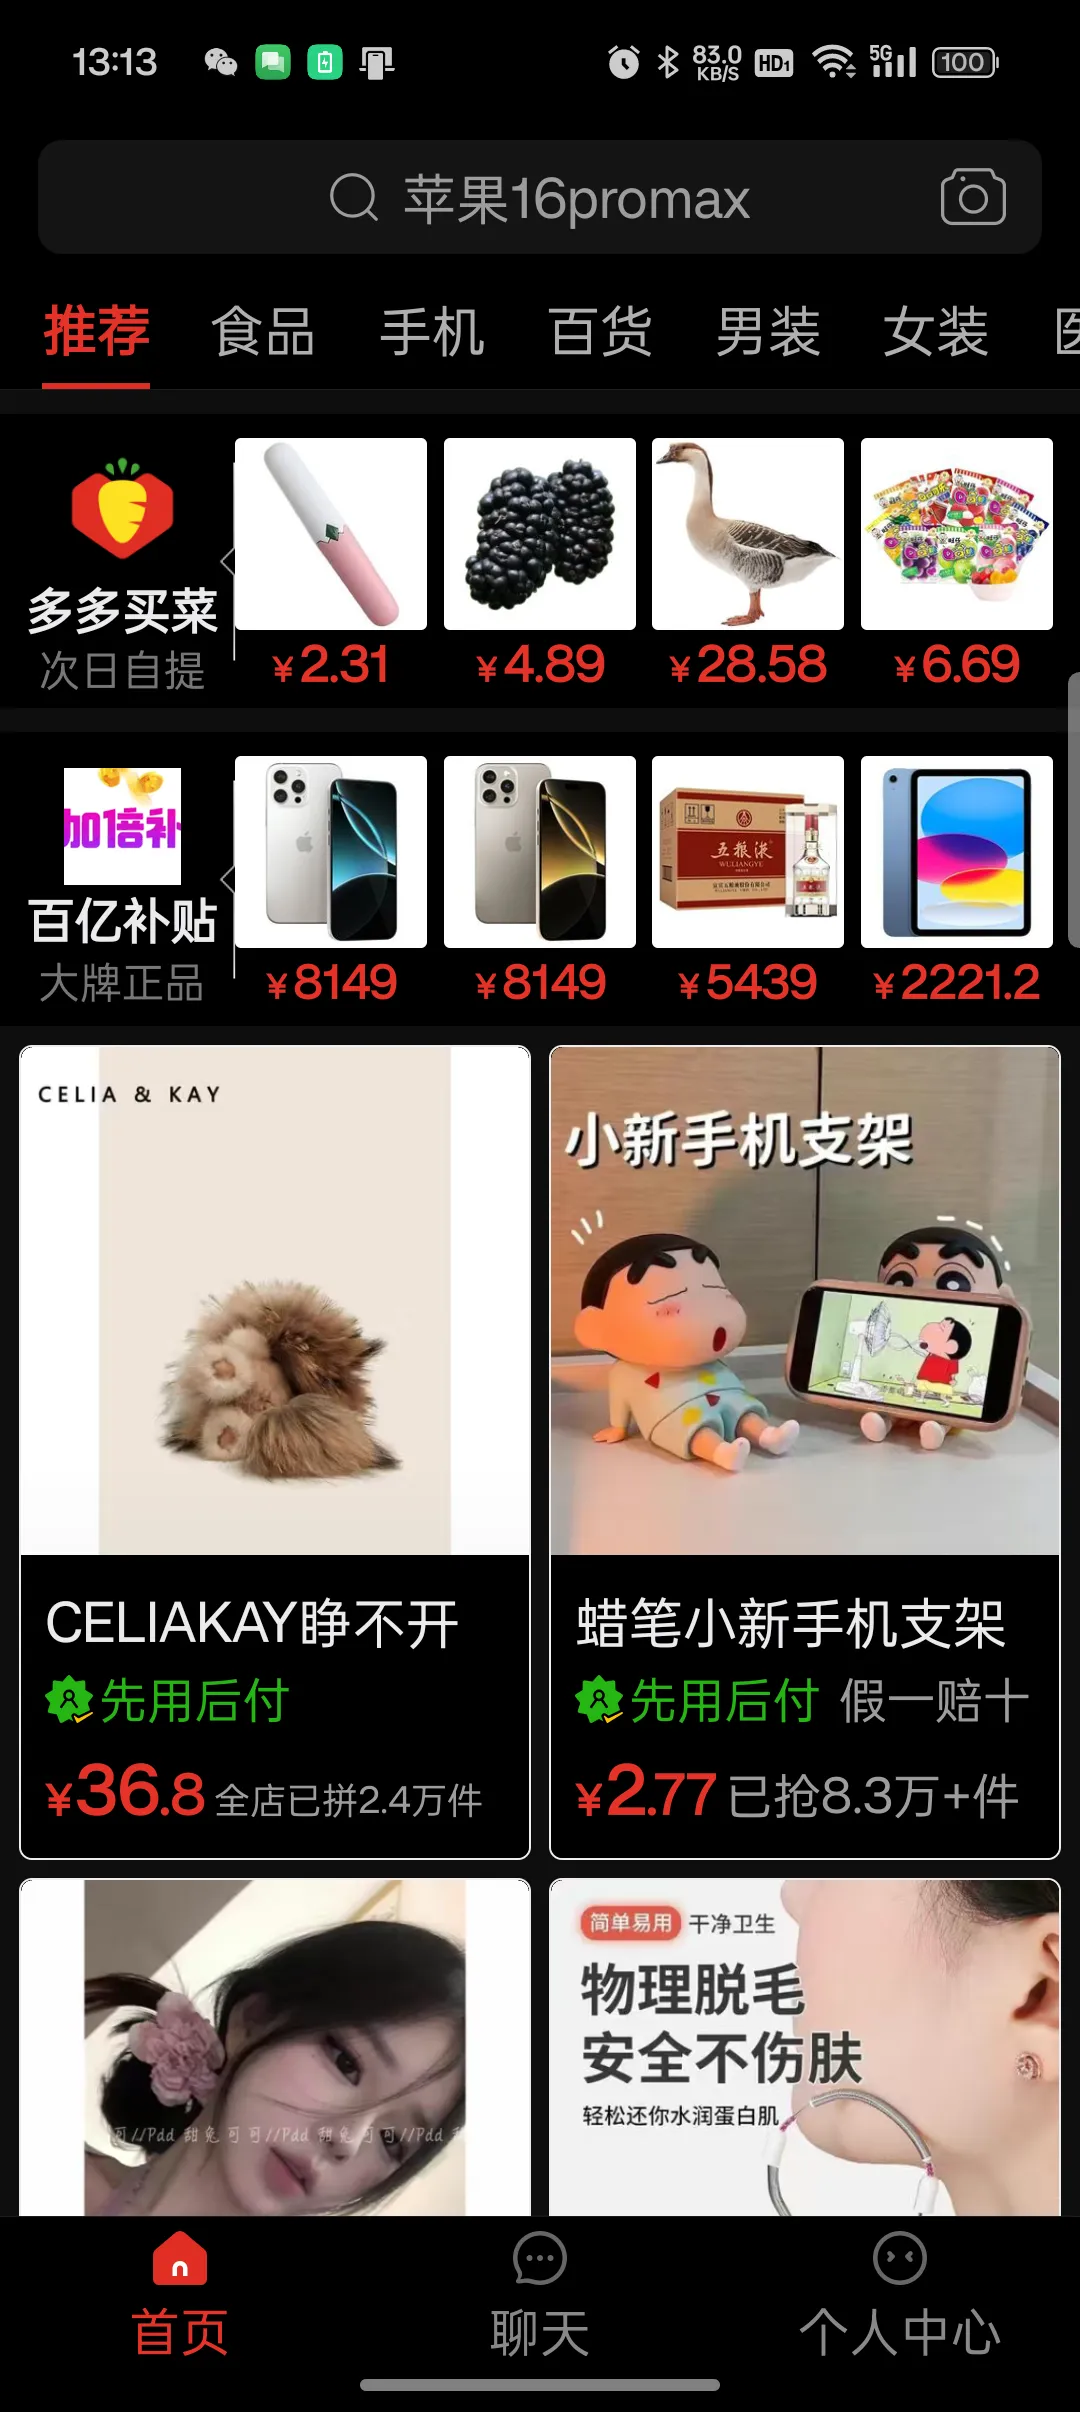 13:13
83.0 KB/S
HD1
5G
100
苹果16promax
推荐 食品 手机 百货 男装 女装
多多买菜
次日自提
¥2.31 ¥4.89 ¥28.58 ¥6.69
加1倍补
百亿补贴
大牌正品
五粮液
WULIANGYE
¥8149 ¥8149 ¥5439 ¥2221.2
CELIA & KAY
CELIAKAY睁不开
先用后付
¥36.8 全店已拼2.4万件
小新手机支架
蜡笔小新手机支架
先用后付 假一赔十
¥2.77 已抢8.3万+件
可//Pdd 甜兔可可//Pdd 甜兔可可//Pdd
简单易用 干净卫生
物理脱毛
安全不伤肤
轻松还你水润蛋白肌
首页 聊天 个人中心